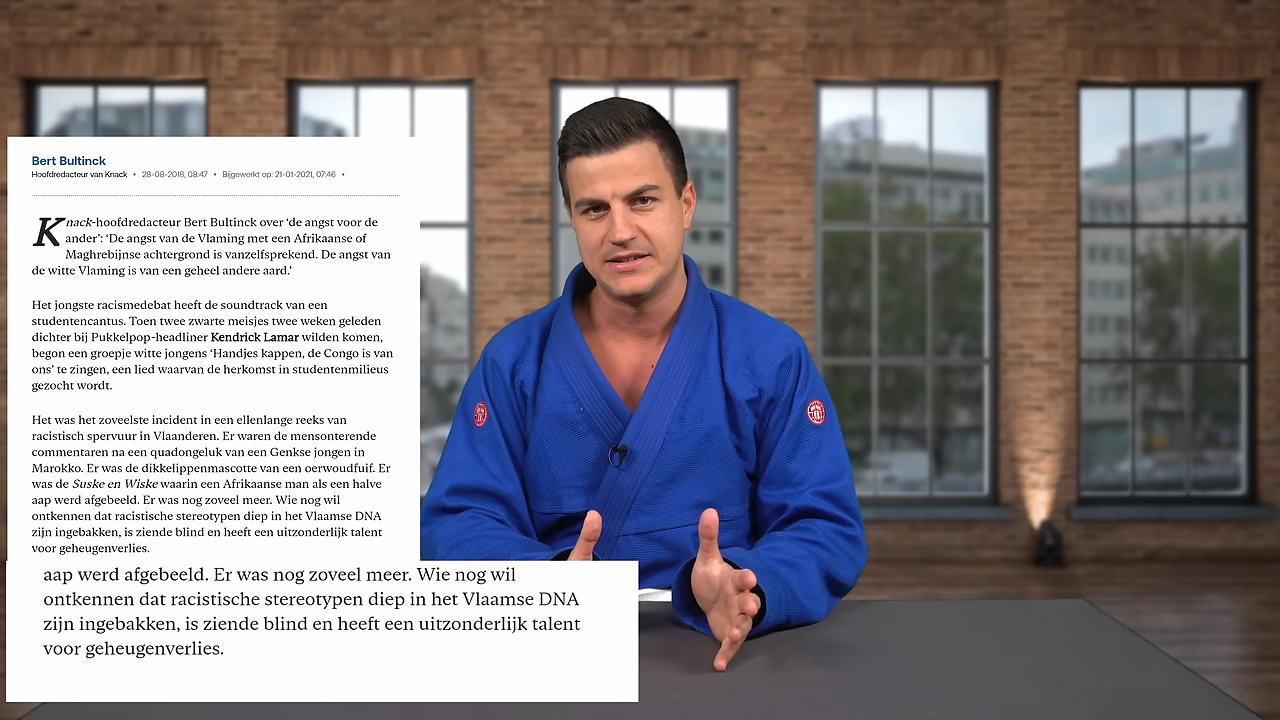 Bert Bultinck
Hoofdredacteur van Knack • 28-08-2018, 08:47 • Bijgewerkt op: 21-01-2021, 07:46 •
Knack-hoofdredacteur Bert Bultinck over ‘de angst voor de
ander’: ‘De angst van de Vlaming met een Afrikaanse of
Maghrebijnse achtergrond is vanzelfsprekend. De angst van
de witte Vlaming is van een geheel andere aard.’
Het jongste racismedebat heeft de soundtrack van een
studentencantus. Toen twee zwarte meisjes twee weken geleden
dichter bij Pukkelpop-headliner Kendrick Lamar wilden komen,
begon een groepje witte jongens ‘Handjes kappen, de Congo is van
ons’ te zingen, een lied waarvan de herkomst in studentenmilieus
gezocht wordt.
Het was het zoveelste incident in een ellenlange reeks van
racistisch spervuur in Vlaanderen. Er waren de mensonterende
commentaren na een quadongeluk van een Genkse jongen in
Marokko. Er was de dikkelippenmascotte van een oerwoudfuif. Er
was de Suske en Wiske waarin een Afrikaanse man als een halve
aap werd afgebeeld. Er was nog zoveel meer. Wie nog wil
ontkennen dat racistische stereotypen diep in het Vlaamse DNA
zijn ingebakken, is ziende blind en heeft een uitzonderlijk talent
voor geheugenverlies.
aap werd afgebeeld. Er was nog zoveel meer. Wie nog wil
ontkennen dat racistische stereotypen diep in het Vlaamse DNA
zijn ingebakken, is ziende blind en heeft een uitzonderlijk talent
voor geheugenverlies.